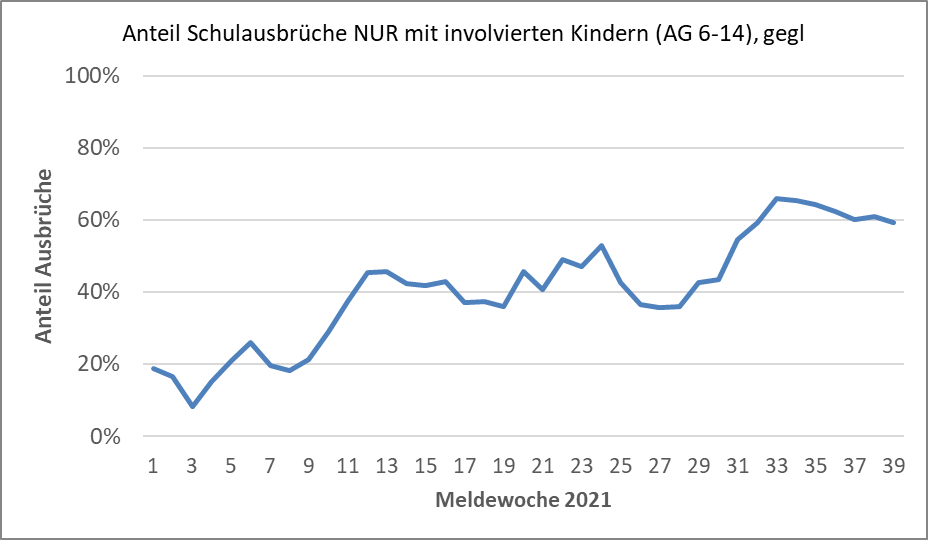 Anteil Schulausbrüche NUR mit involvierten Kindern (AG 6-14), gegl
100%
80%
60%
40%
20%
0%
Anteil Ausbrüche
1 3 5 7 9 11 13 15 17 19 21 23 25 27 29 31 33 35 37 39
Meldewoche 2021